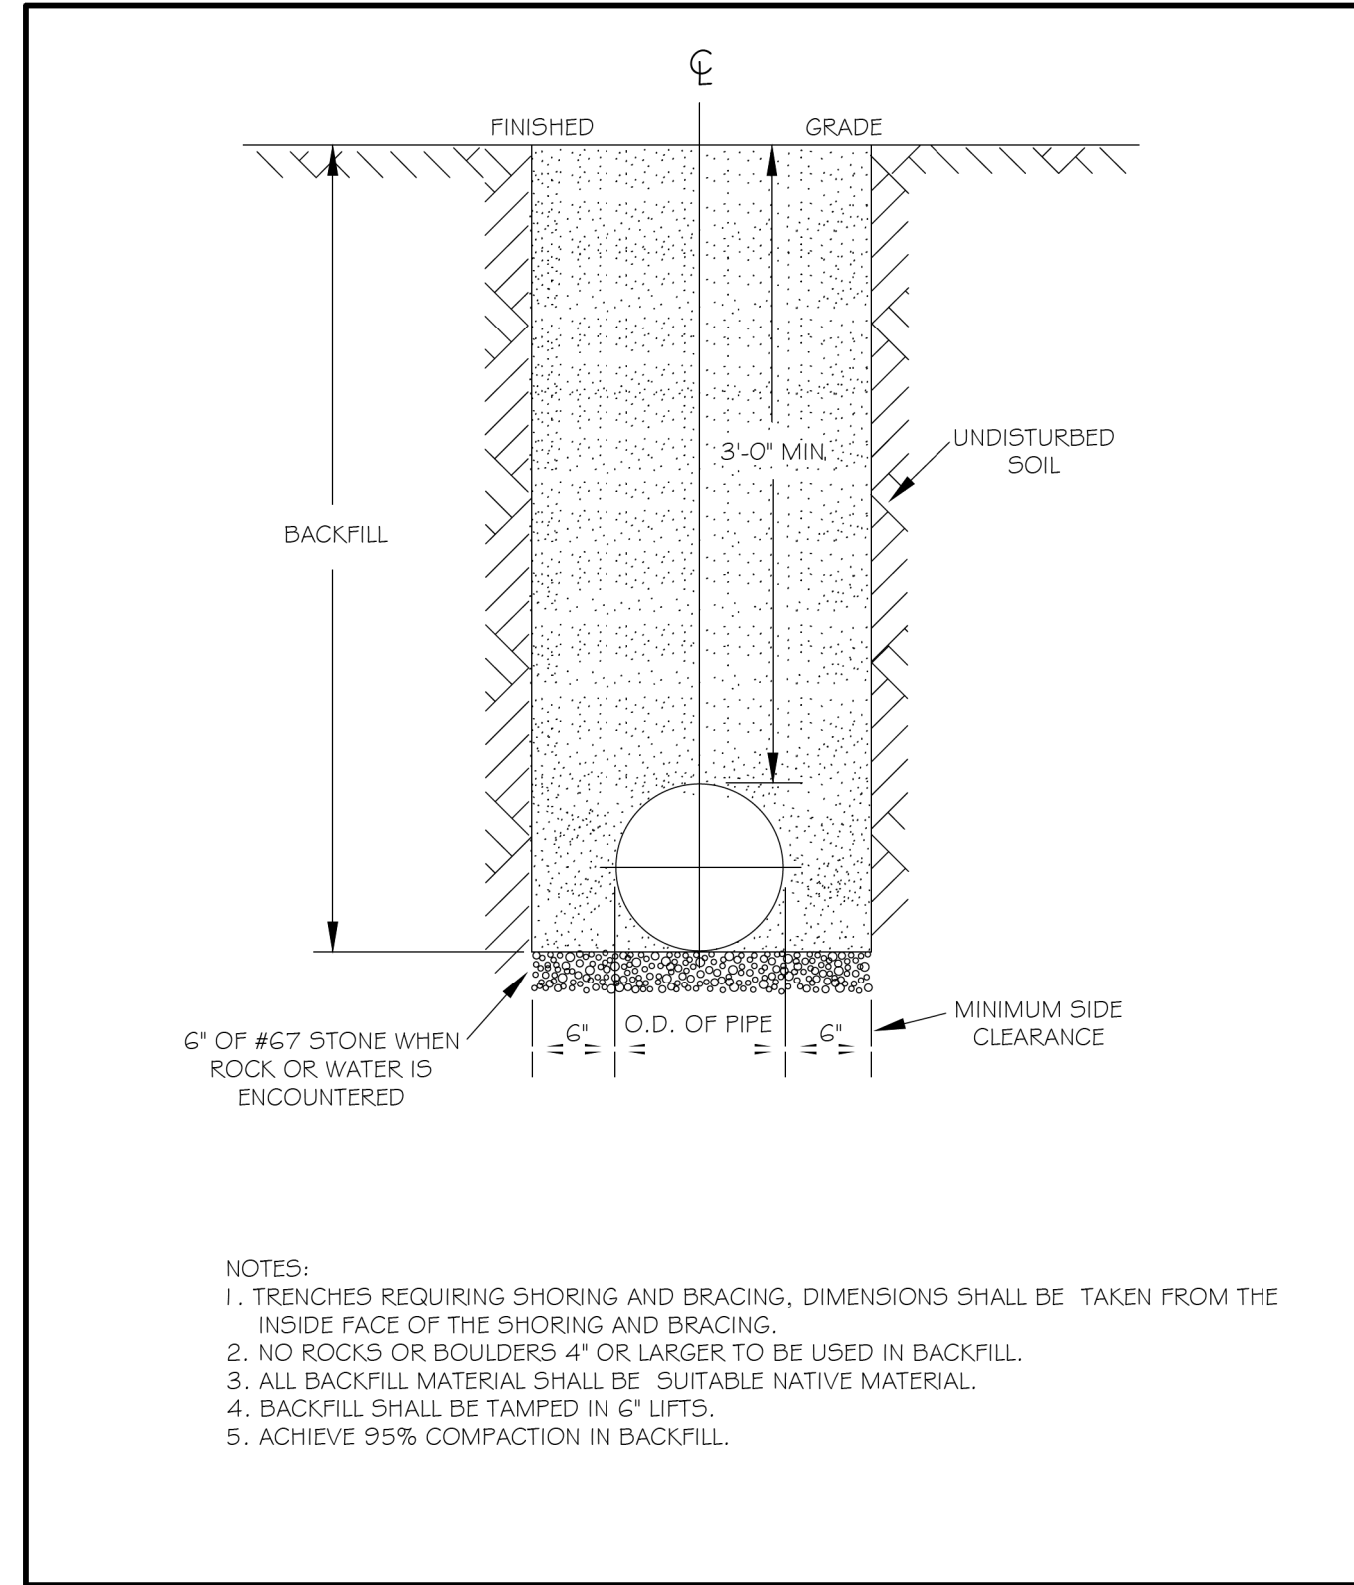 ℄
FINISHED GRADE
3'-0" MIN.
UNDISTURBED
SOIL
BACKFILL
6" OF #67 STONE WHEN
ROCK OR WATER IS
ENCOUNTERED
6" O.D. OF PIPE 6"
MINIMUM SIDE
CLEARANCE
NOTES:
1. TRENCHES REQUIRING SHORING AND BRACING, DIMENSIONS SHALL BE TAKEN FROM THE
INSIDE FACE OF THE SHORING AND BRACING.
2. NO ROCKS OR BOULDERS 4" OR LARGER TO BE USED IN BACKFILL.
3. ALL BACKFILL MATERIAL SHALL BE SUITABLE NATIVE MATERIAL.
4. BACKFILL SHALL BE TAMPED IN 6" LIFTS.
5. ACHIEVE 95% COMPACTION IN BACKFILL.